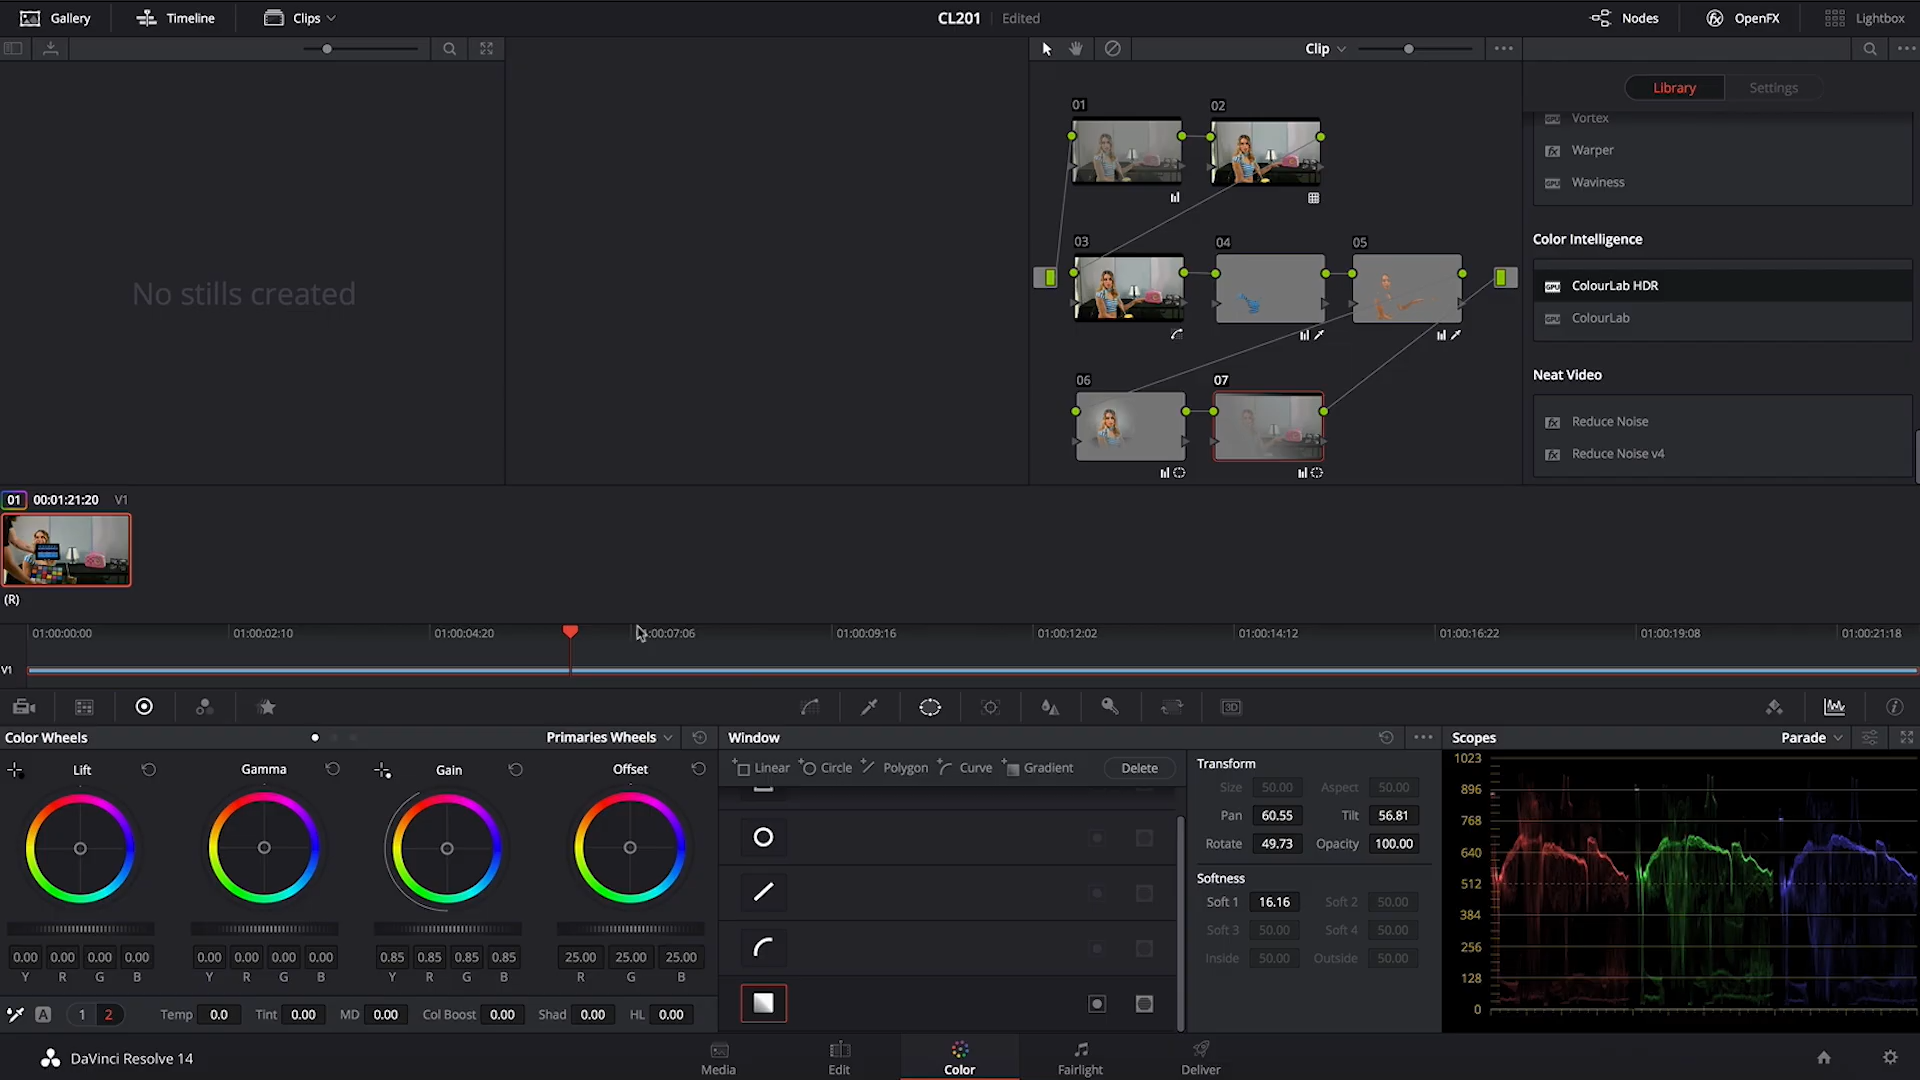 Gallery
Timeline
Clips
CL201
Edited
Nodes
OpenFX
Lightbox
Clip
Library
Settings
No stills created
01
02
03
04
05
06
07
Vortex
Warper
Waviness
Color Intelligence
ColourLab HDR
ColourLab
Neat Video
Reduce Noise
Reduce Noise v4
01 00:01:21:20 V1
(R)
01:00:00:00
01:00:02:10
01:00:04:20
:00:07:06
01:00:09:16
01:00:12:02
01:00:14:12
01:00:16:22
01:00:19:08
01:00:21:18
V1
3D
Color Wheels
Primaries Wheels
Lift
Gamma
Gain
Offset
0.00 0.00 0.00 0.00
Y R G B
0.00 0.00 0.00 0.00
Y R G B
0.85 0.85 0.85 0.85
Y R G B
25.00 25.00 25.00
R G B
A 1 2
Temp 0.0
Tint 0.00
MD 0.00
Col Boost 0.00
Shad 0.00
HL 0.00
Window
Linear
Circle
Polygon
Curve
Gradient
Delete
Transform
Size 50.00 Aspect 50.00
Pan 60.55 Tilt 56.81
Rotate 49.73 Opacity 100.00
Softness
Soft 1 16.16 Soft 2 50.00
Soft 3 50.00 Soft 4 50.00
Inside 50.00 Outside 50.00
Scopes
Parade
1023
896
768
640
512
384
256
128
0
DaVinci Resolve 14
Media
Edit
Color
Fairlight
Deliver